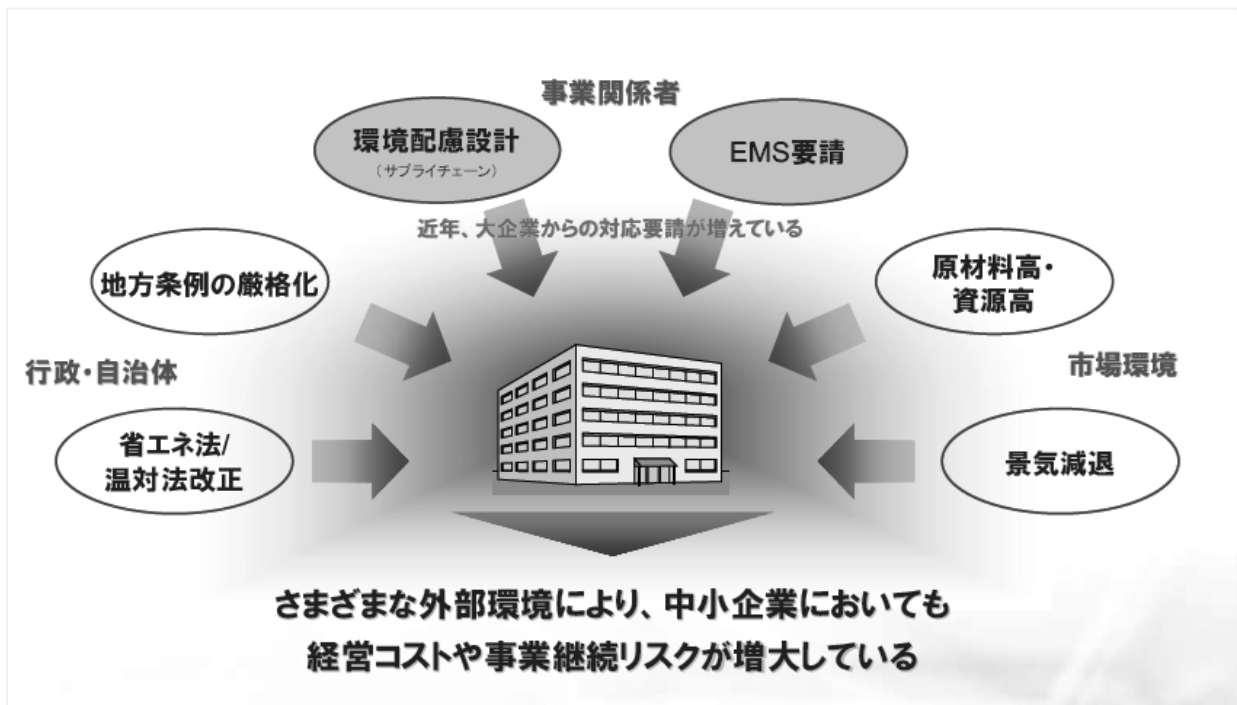 事業関係者
環境配慮設計
（サプライチェーン）
EMS要請
近年、大企業からの対応要請が増えている
地方条例の厳格化
原材料高・
資源高
行政・自治体
市場環境
省エネ法/
温対法改正
景気減退
さまざまな外部環境により、中小企業においても
経営コストや事業継続リスクが増大している